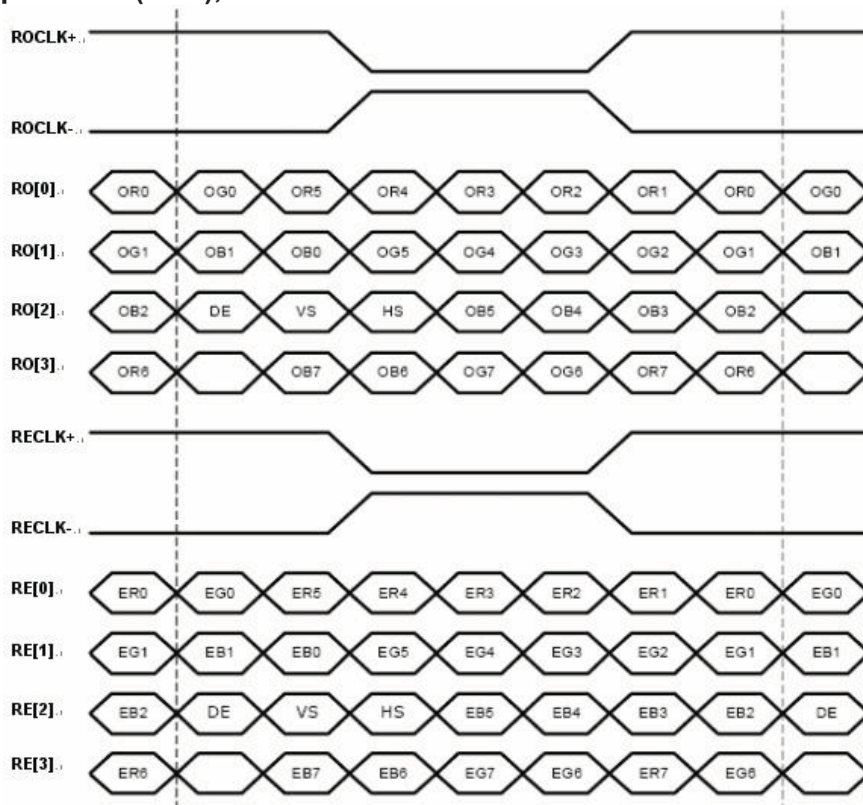 ROCLK+
ROCLK-
RO[0] OR0 OG0 OR5 OR4 OR3 OR2 OR1 OR0 OG0
RO[1] OG1 OB1 OB0 OG5 OG4 OG3 OG2 OG1 OB1
RO[2] OB2 DE VS HS OB5 OB4 OB3 OB2
RO[3] OR6 OB7 OB6 OG7 OG6 OR7 OR6
RECLK+
RECLK-
RE[0] ER0 EG0 ER5 ER4 ER3 ER2 ER1 ER0 EG0
RE[1] EG1 EB1 EB0 EG5 EG4 EG3 EG2 EG1 EB1
RE[2] EB2 DE VS HS EB5 EB4 EB3 EB2 DE
RE[3] ER6 EB7 EB6 EG7 EG6 ER7 EG6